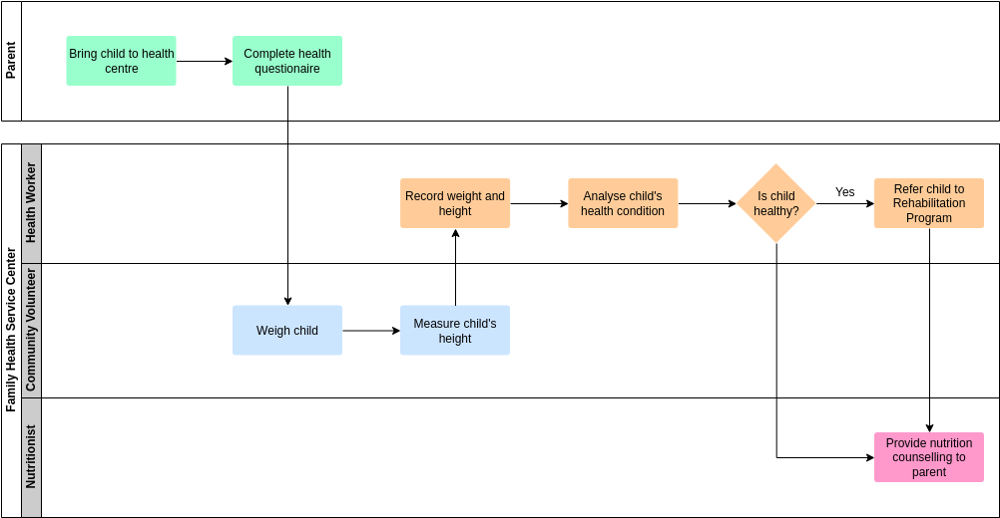 Parent
Bring child to health
centre
Complete health
questionaire
Family Health Service Center
Health Worker
Record weight and
height
Analyse child's
health condition
Is child
healthy?
Yes
Refer child to
Rehabilitation
Program
Community Volunteer
Weigh child
Measure child's
height
Nutritionist
Provide nutrition
counselling to
parent